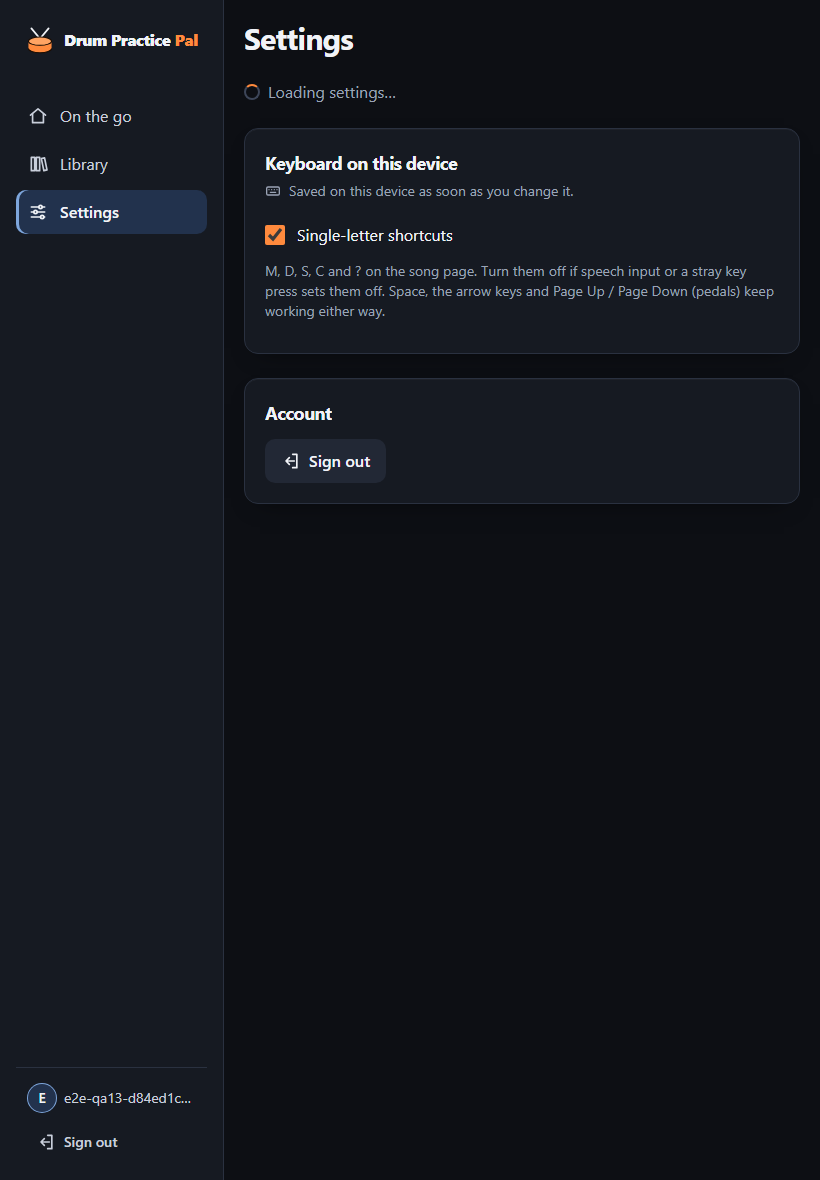 Drum Practice Pal
On the go
Library
Settings
e2e-qa13-d84ed1c...
Sign out
Settings
Loading settings...
Keyboard on this device
Saved on this device as soon as you change it.
Single-letter shortcuts
M, D, S, C and ? on the song page. Turn them off if speech input or a stray key
press sets them off. Space, the arrow keys and Page Up / Page Down (pedals) keep
working either way.
Account
Sign out
E